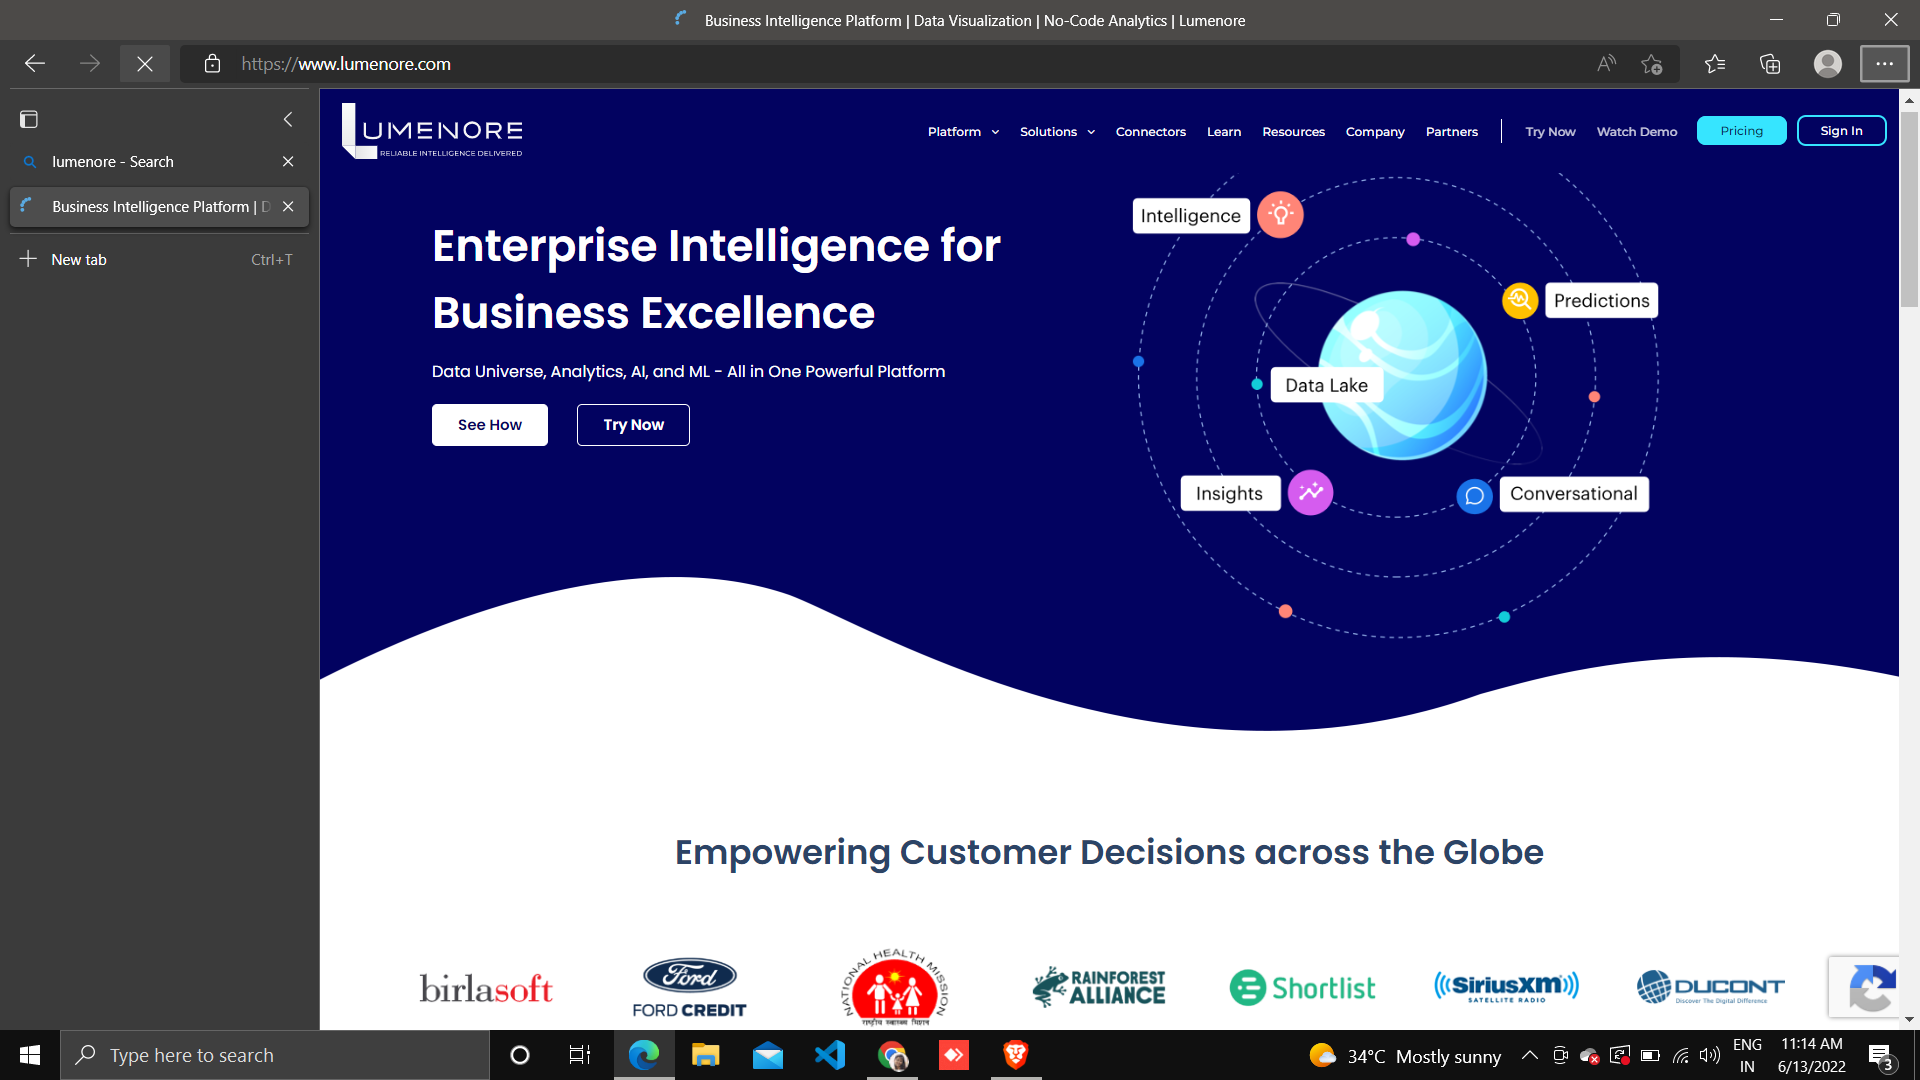 Business Intelligence Platform | Data Visualization | No-Code Analytics | Lumenore
https://www.lumenore.com
lumenore - Search
Business Intelligence Platform | D
New tab Ctrl+T
LUMENORE
RELIABLE INTELLIGENCE DELIVERED
Platform Solutions Connectors Learn Resources Company Partners Try Now Watch Demo Pricing Sign In
Enterprise Intelligence for
Business Excellence
Data Universe, Analytics, AI, and ML - All in One Powerful Platform
See How Try Now
Intelligence
Predictions
Data Lake
Insights
Conversational
Empowering Customer Decisions across the Globe
birlasoft
Ford
FORD CREDIT
NATIONAL HEALTH MISSION
राष्ट्रीय स्वास्थ्य मिशन
RAINFOREST
ALLIANCE
Shortlist
SiriusXM
SATELLITE RADIO
DUCONT
Discover The Digital Difference
Type here to search
34°C Mostly sunny
ENG
IN
11:14 AM
6/13/2022
3